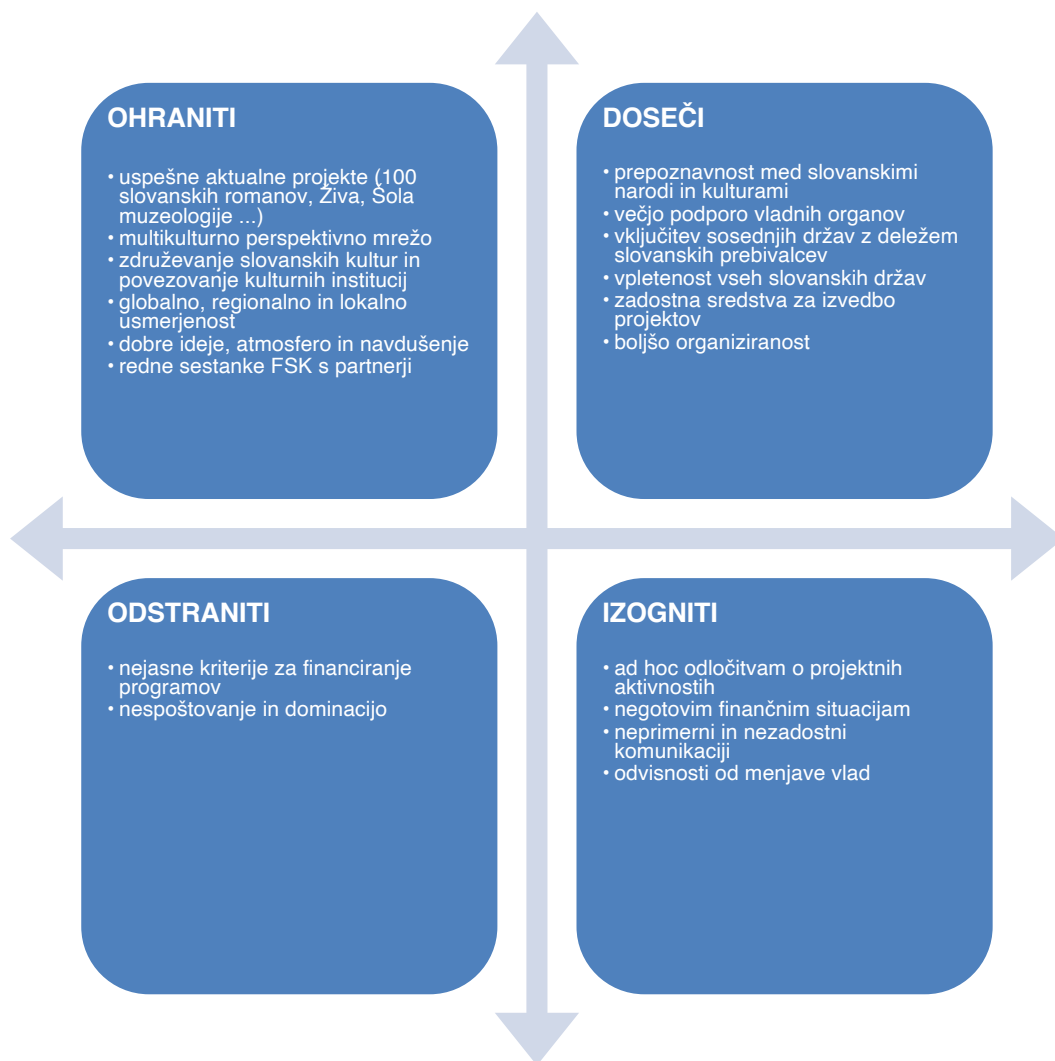 OHRANITI
• uspešne aktualne projekte (100
slovanskih romanov, Živa, Šola
muzeologije ...)
• multikulturno perspektivno mrežo
• združevanje slovanskih kultur in
povezovanje kulturnih institucij
• globalno, regionalno in lokalno
usmerjenost
• dobre ideje, atmosfero in navdušenje
• redne sestanke FSK s partnerji
DOSEČI
• prepoznavnost med slovanskimi
narodi in kulturami
• večjo podporo vladnih organov
• vključitev sosednjih držav z deležem
slovanskih prebivalcev
• vpletenost vseh slovanskih držav
• zadostna sredstva za izvedbo
projektov
• boljšo organiziranost
ODSTRANITI
• nejasne kriterije za financiranje
programov
• nespoštovanje in dominacijo
IZOGNITI
• ad hoc odločitvam o projektnih
aktivnostih
• negotovim finančnim situacijam
• neprimerni in nezadostni
komunikaciji
• odvisnosti od menjave vlad